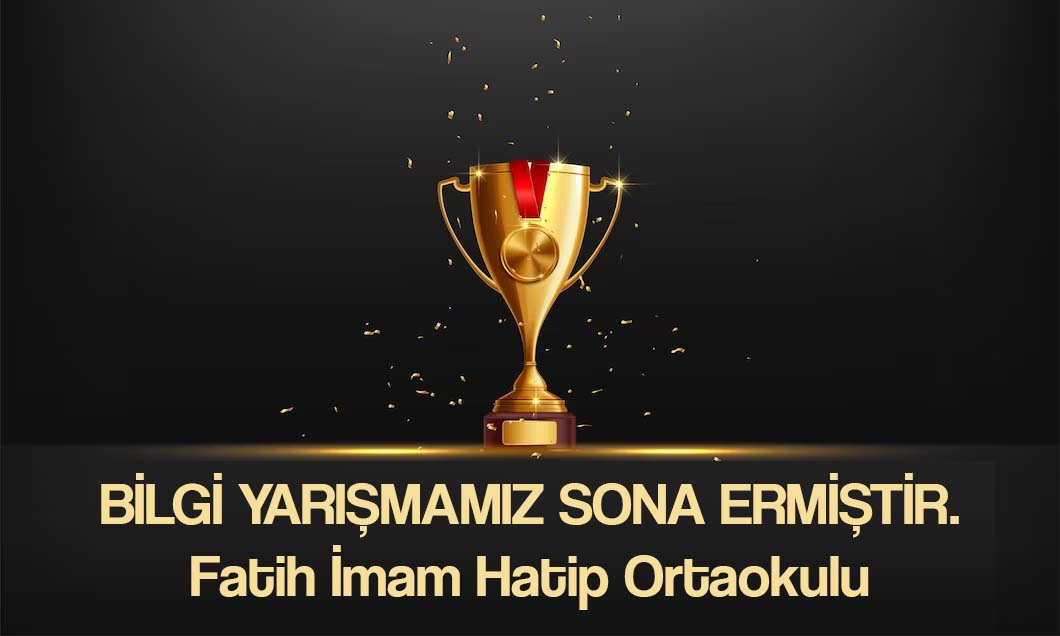 BİLGİ YARIŞMAMIZ SONA ERMİŞTİR.
Fatih İmam Hatip Ortaokulu